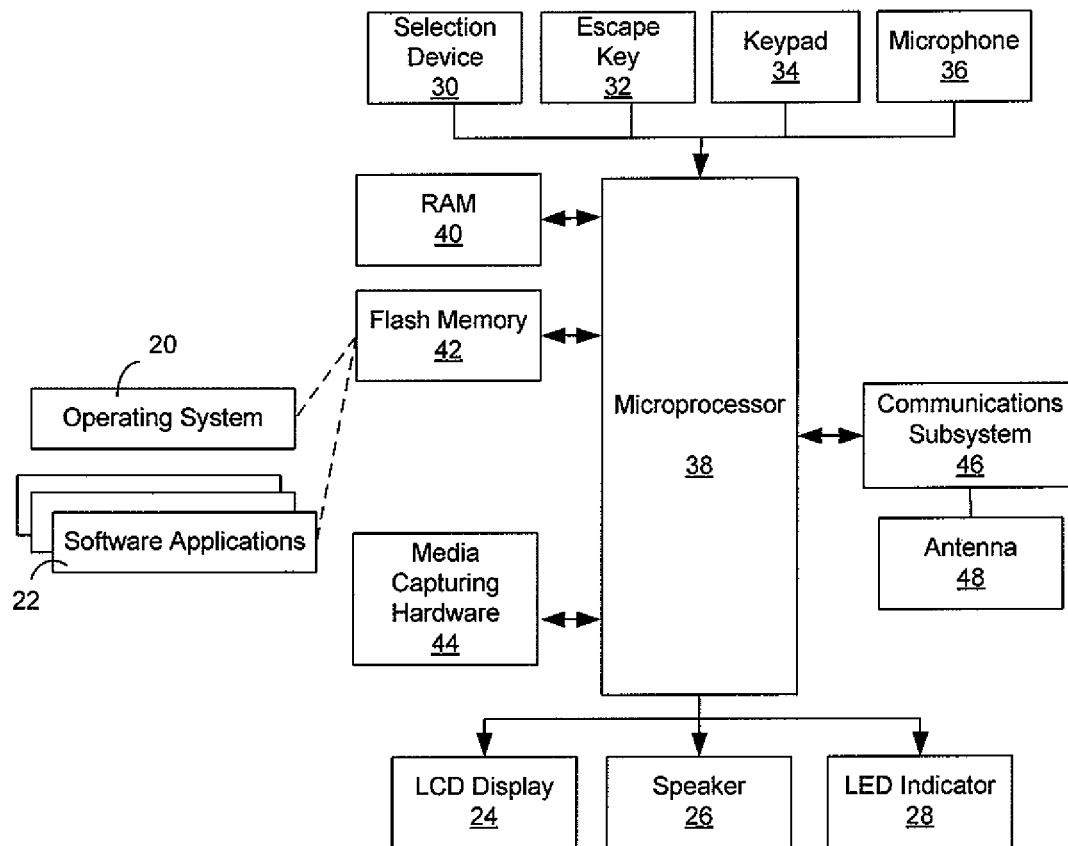 Selection
Device
30
Escape
Key
32
Keypad
34
Microphone
36
RAM
40
Flash Memory
42
20
Operating System
Software Applications
22
Microprocessor
38
Communications
Subsystem
46
Antenna
48
Media
Capturing
Hardware
44
LCD Display
24
Speaker
26
LED Indicator
28